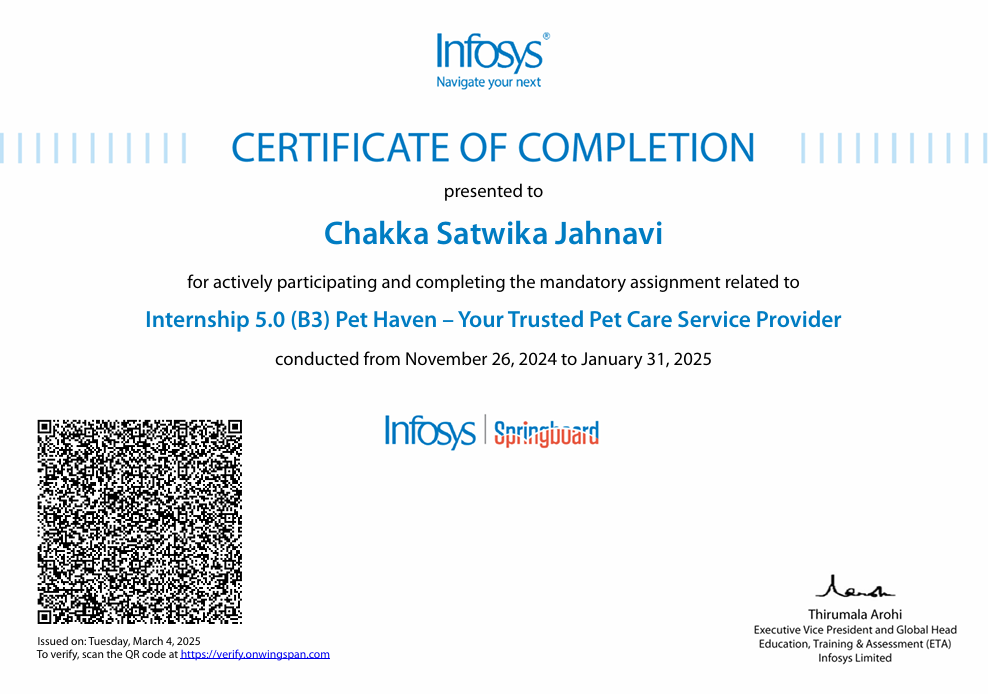 Infosys®
Navigate your next
CERTIFICATE OF COMPLETION
presented to
Chakka Satwika Jahnavi
for actively participating and completing the mandatory assignment related to
Internship 5.0 (B3) Pet Haven – Your Trusted Pet Care Service Provider
conducted from November 26, 2024 to January 31, 2025
Infosys | Springboard
Thirumala Arohi
Executive Vice President and Global Head
Education, Training & Assessment (ETA)
Infosys Limited
Issued on: Tuesday, March 4, 2025
To verify, scan the QR code at https://verify.onwingspan.com